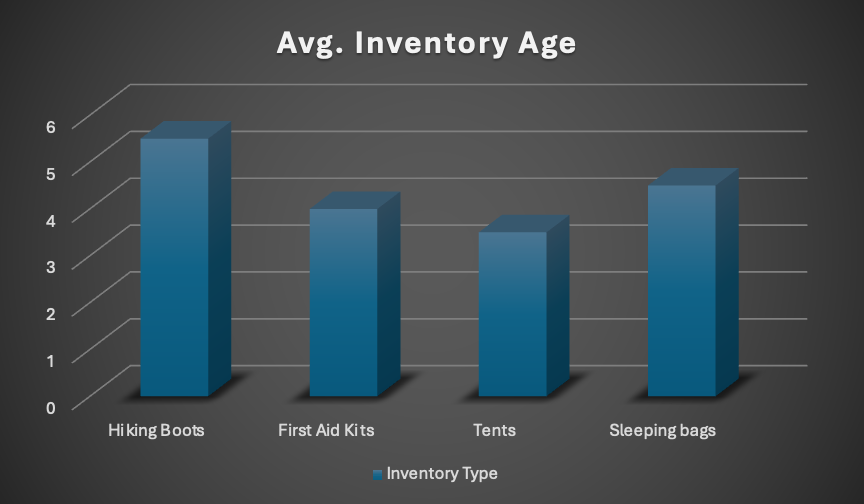 Avg. Inventory Age
6
5
4
3
2
1
0
Hiking Boots
First Aid Kits
Tents
Sleeping bags
Inventory Type